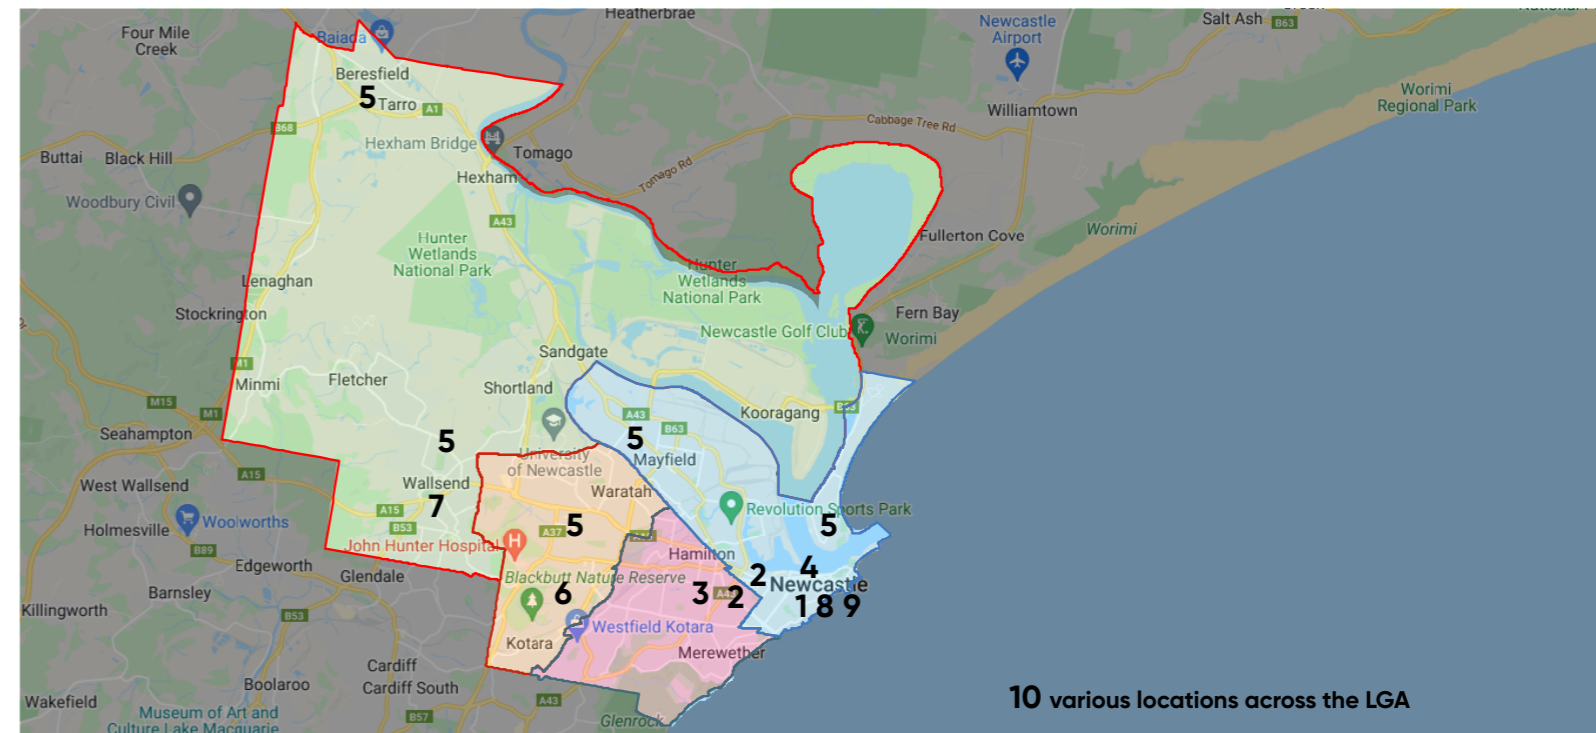 Heatherbrae
Four Mile
Creek
Baiada
Newcastle
Airport
Salt Ash
B63
Beresfield
5
Tarro
A1
Worimi
Regional Park
Williamtown
B68
Cabbage Tree Rd
Hexham Bridge
Buttai
Black Hill
Tomago
Tomago Rd
Hexham
Woodbury Civil
A43
Worimi
Fullerton Cove
Hunter
Wetlands
National Park
Hunter
Wetlands
National Park
Lenaghan
Stockrington
Fern Bay
Newcastle Golf Club
Worimi
Sandgate
M1
Minmi
Fletcher
Shortland
M15
M1
A43
Kooragang
B63
B63
Seahampton
5
5
University
of Newcastle
Mayfield
A15
West Wallsend
Wallsend
Waratah
7
A15
Revolution Sports Park
Holmesville
Woolworths
B53
A37
5
5
B89
John Hunter Hospital
Hamilton
Edgeworth
Glendale
Blackbutt Nature Reserve
2
4
Newcastle
Barnsley
6
3
2
1 8 9
Killingworth
B53
Westfield Kotara
Kotara
Merewether
Cardiff
Boolaroo
Cardiff South
10 various locations across the LGA
Wakefield
A43
Museum of Art and
Culture Lake Macquarie
B57
Glenrock